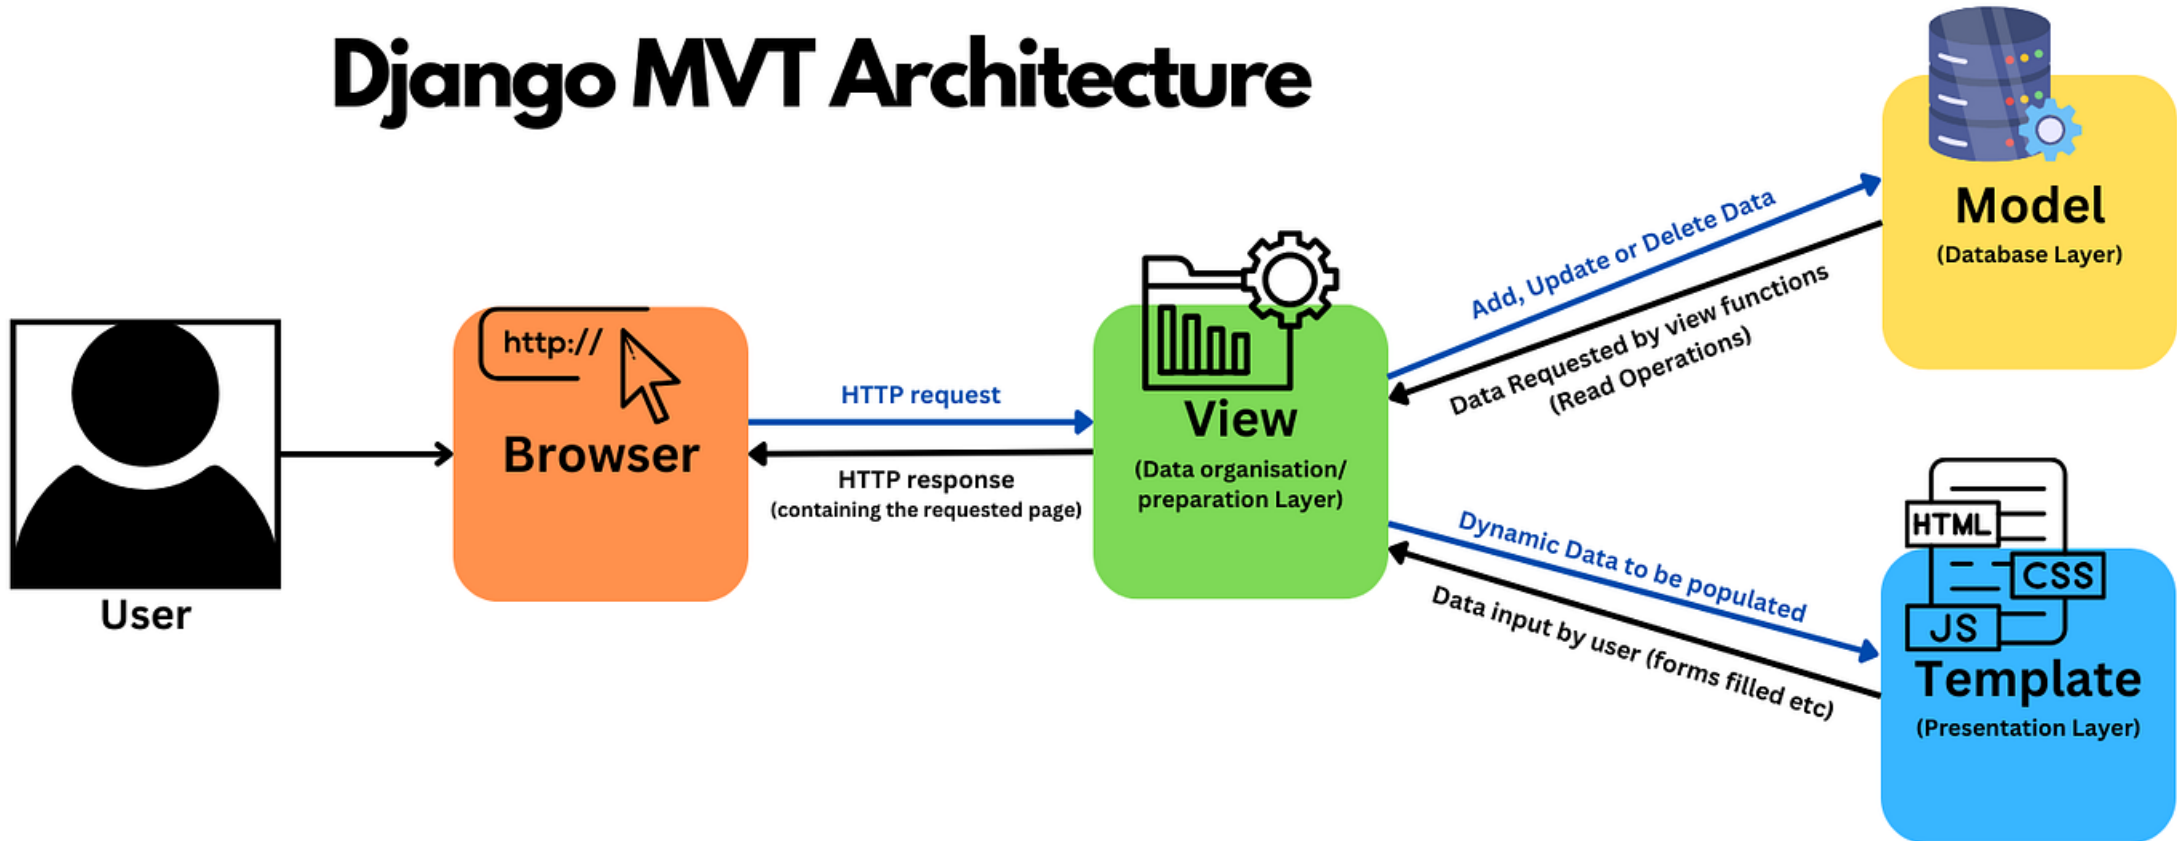 Django MVT Architecture
User
http://
Browser
HTTP request
HTTP response
(containing the requested page)
View
(Data organisation/
preparation Layer)
Add, Update or Delete Data
Data Requested by view functions
(Read Operations)
Model
(Database Layer)
Dynamic Data to be populated
Data input by user (forms filled etc)
HTML
CSS
JS
Template
(Presentation Layer)